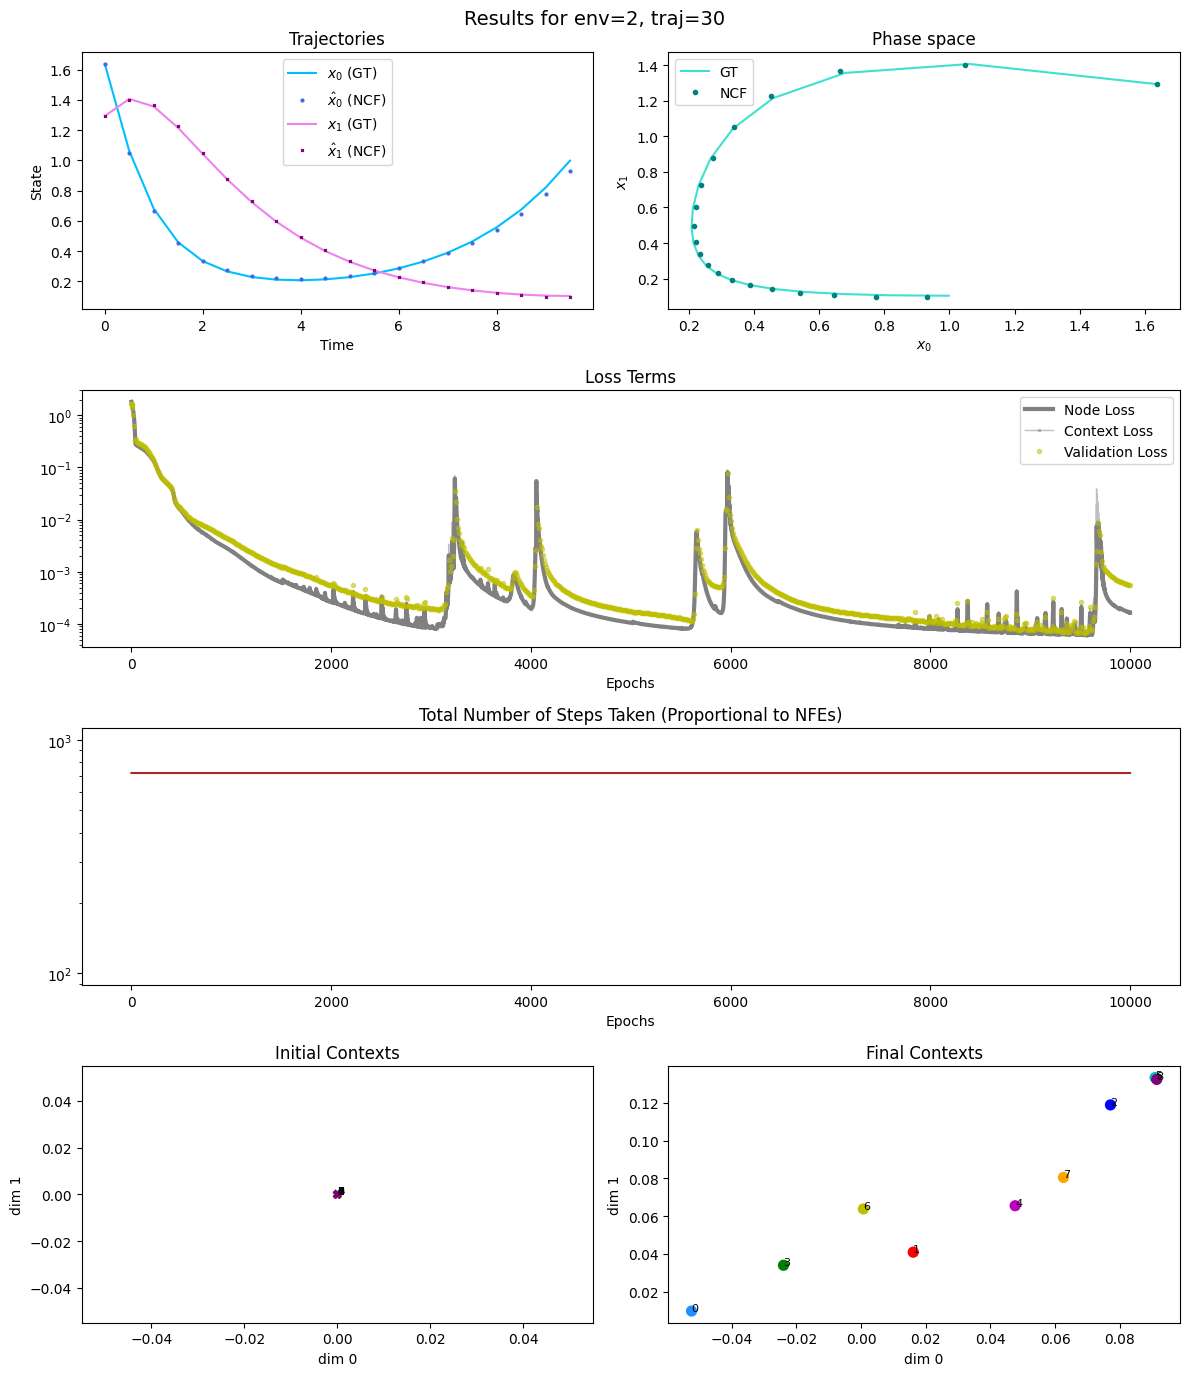 Results for env=2, traj=30
Trajectories
Phase space
1.6
1.4
1.2
1.0
0.8
0.6
0.4
0.2
State
x₀ (GT)
x̂₀ (NCF)
x₁ (GT)
x̂₁ (NCF)
0
2
4
6
8
Time
1.4
1.2
1.0
0.8
0.6
0.4
0.2
x₁
GT
NCF
0.2
0.4
0.6
0.8
1.0
1.2
1.4
1.6
x₀
Loss Terms
10⁰
10⁻¹
10⁻²
10⁻³
10⁻⁴
Node Loss
Context Loss
Validation Loss
0
2000
4000
6000
8000
10000
Epochs
Total Number of Steps Taken (Proportional to NFEs)
10³
10²
0
2000
4000
6000
8000
10000
Epochs
Initial Contexts
0.04
0.02
0.00
−0.02
−0.04
dim 1
−0.04
−0.02
0.00
0.02
0.04
dim 0
Final Contexts
0.12
0.10
0.08
0.06
0.04
0.02
dim 1
2
7
4
6
1
3
0
−0.04
−0.02
0.00
0.02
0.04
0.06
0.08
dim 0